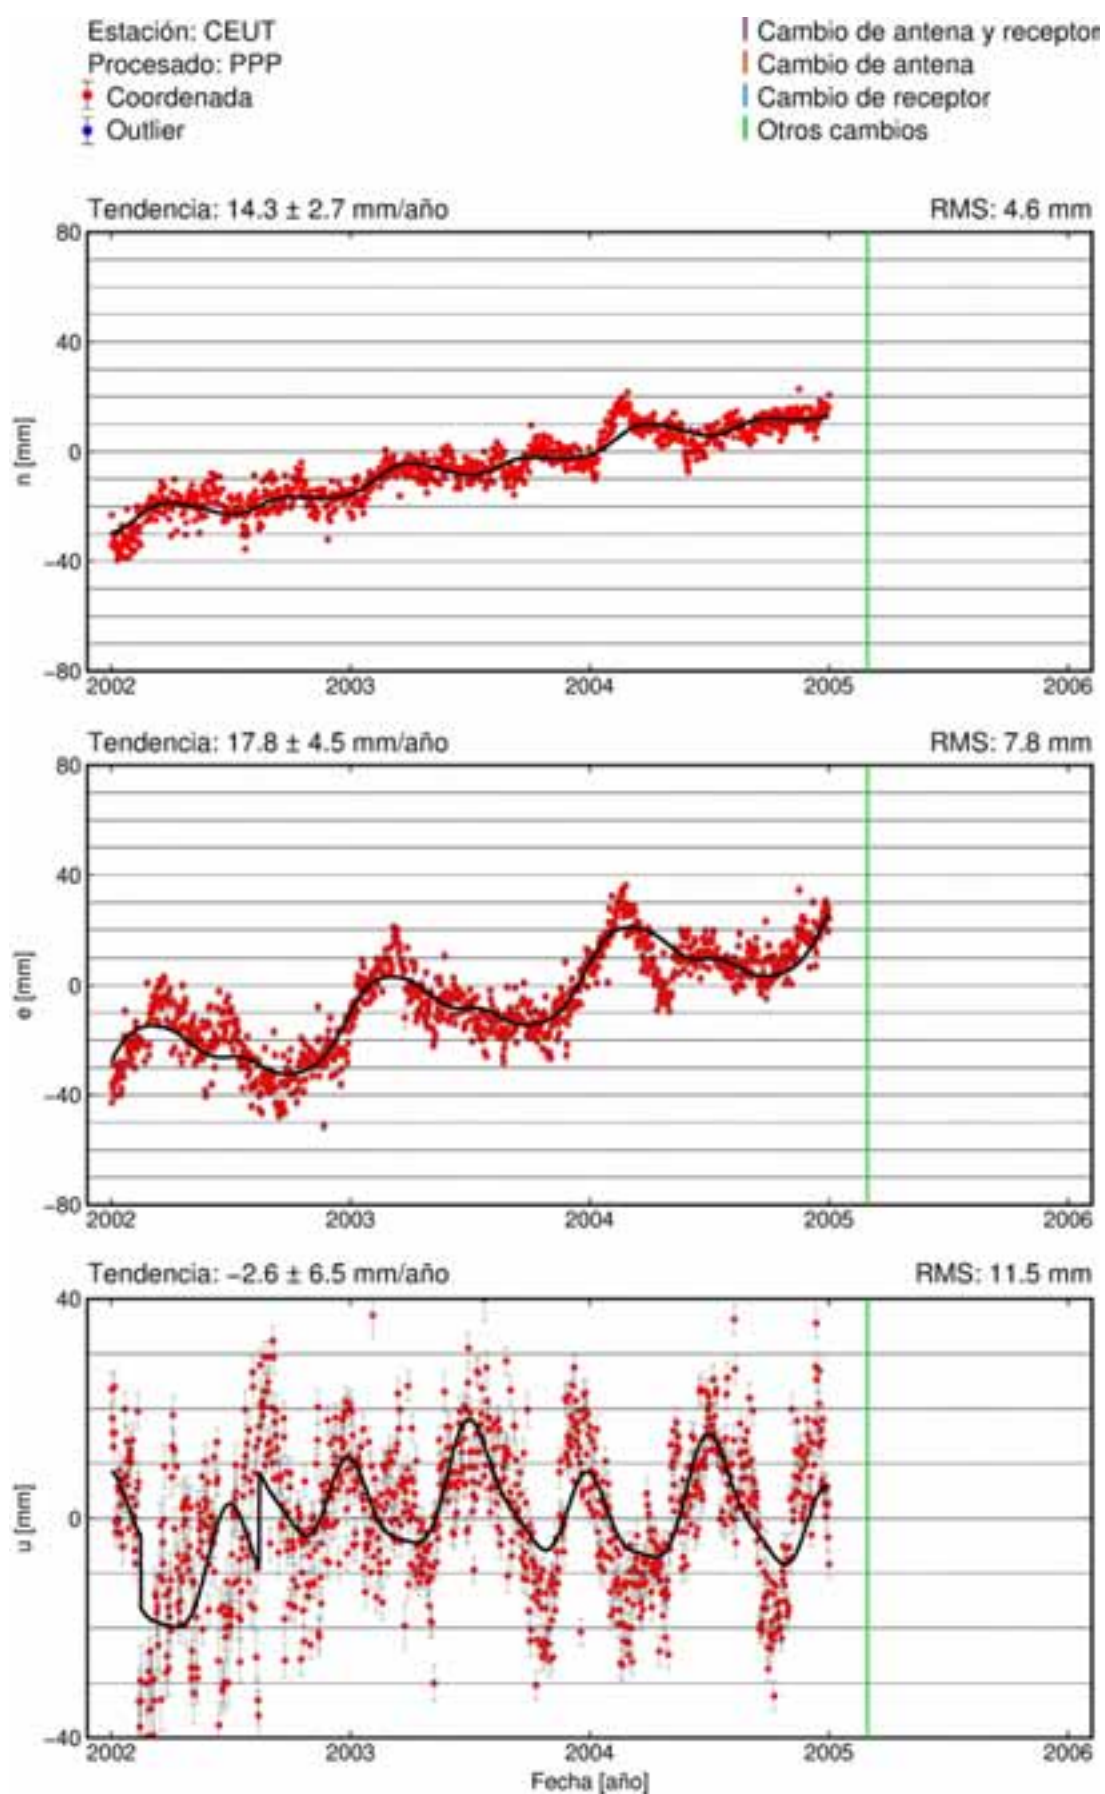 Estación: CEUT
Procesado: PPP
Coordenada
Outlier
Cambio de antena y receptor
Cambio de antena
Cambio de receptor
Otros cambios
Tendencia: 14.3 ± 2.7 mm/año RMS: 4.6 mm
80
40
0
−40
−80
n [mm]
2002 2003 2004 2005 2006
Tendencia: 17.8 ± 4.5 mm/año RMS: 7.8 mm
80
40
0
−40
−80
e [mm]
2002 2003 2004 2005 2006
Tendencia: −2.6 ± 6.5 mm/año RMS: 11.5 mm
40
20
0
−20
−40
u [mm]
2002 2003 2004 2005 2006
Fecha [año]